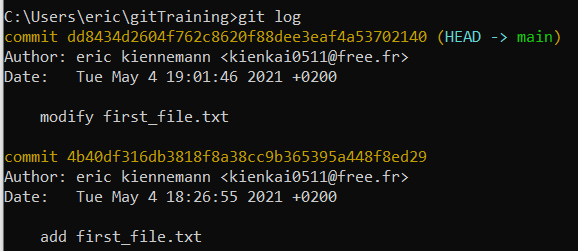 C:\Users\eric\gitTraining>git log
commit dd8434d2604f762c8620f88dee3eaf4a53702140 (HEAD -> main)
Author: eric kiennemann <kienkai0511@free.fr>
Date:   Tue May 4 19:01:46 2021 +0200
    modify first_file.txt
commit 4b40df316db3818f8a38cc9b365395a448f8ed29
Author: eric kiennemann <kienkai0511@free.fr>
Date:   Tue May 4 18:26:55 2021 +0200
    add first_file.txt